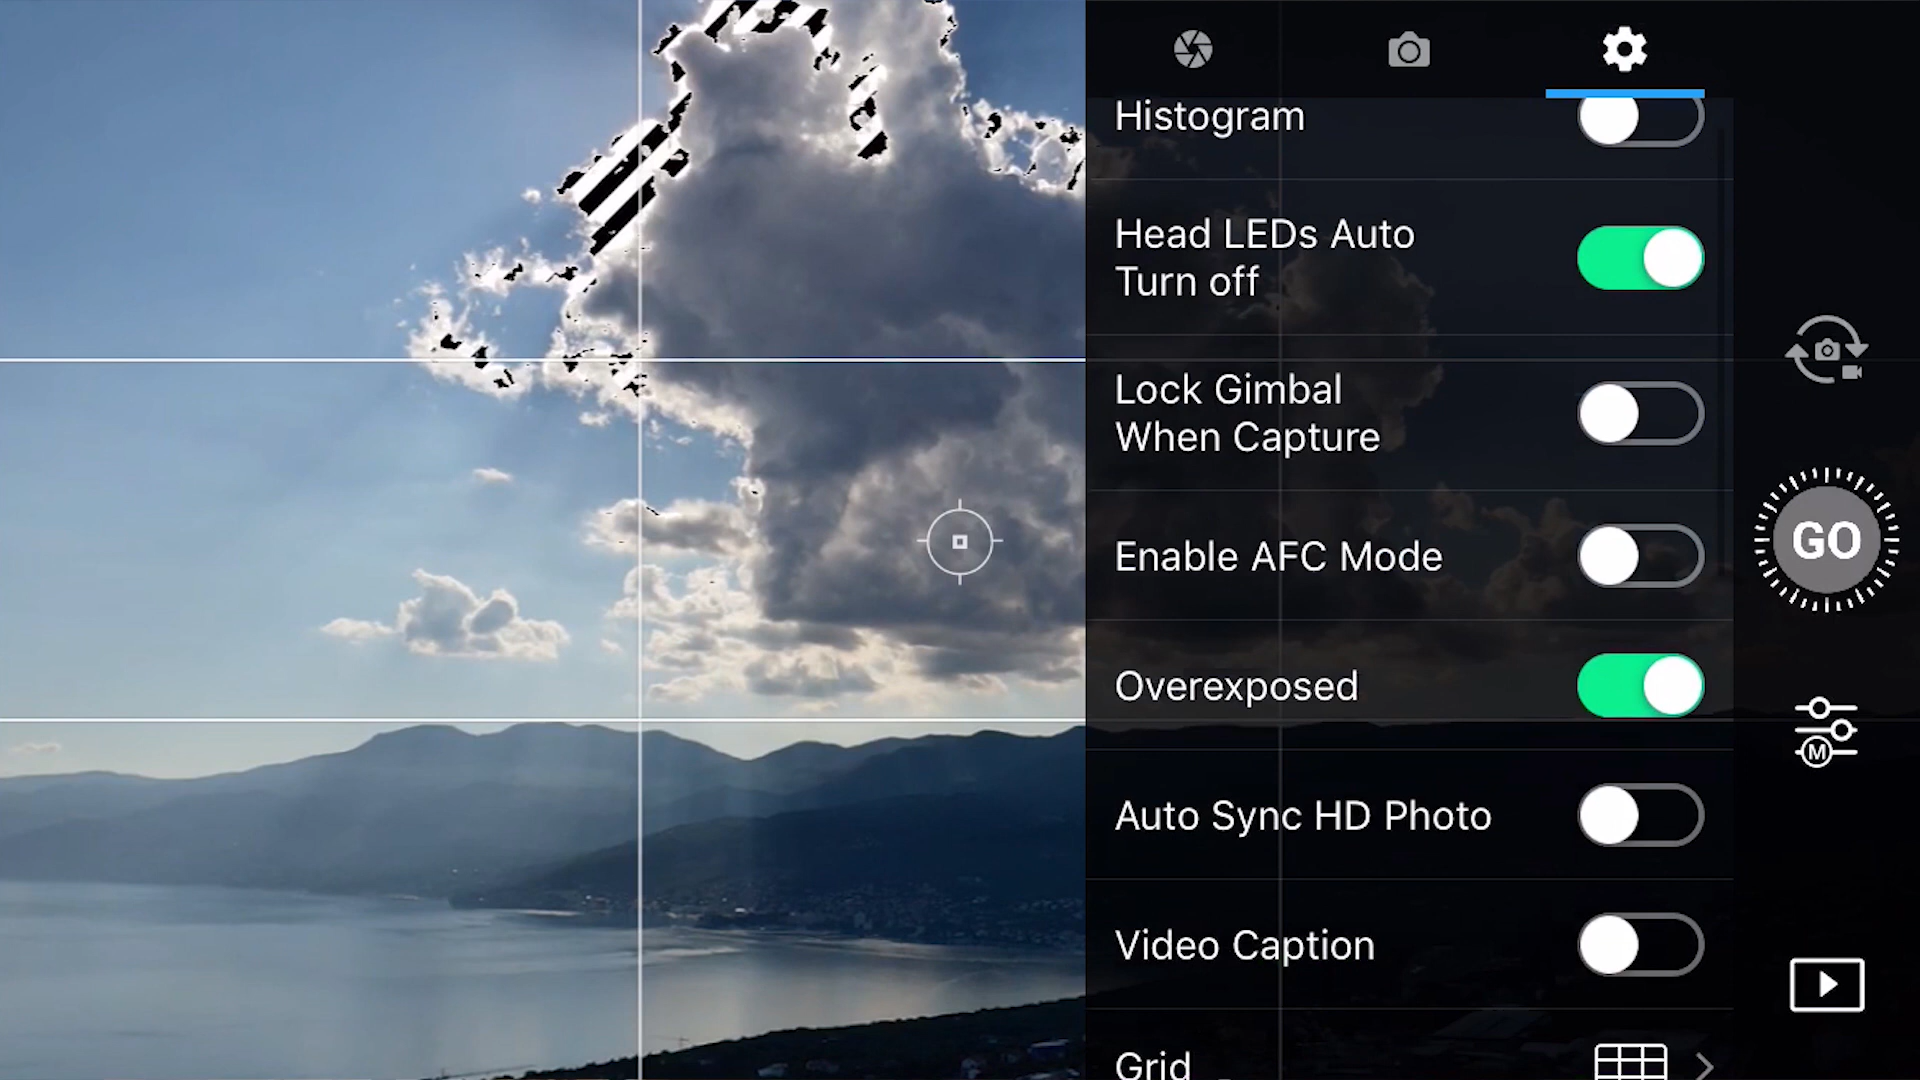 Histogram
Head LEDs Auto
Turn off
Lock Gimbal
When Capture
Enable AFC Mode
GO
Overexposed
M
Auto Sync HD Photo
Video Caption
Grid